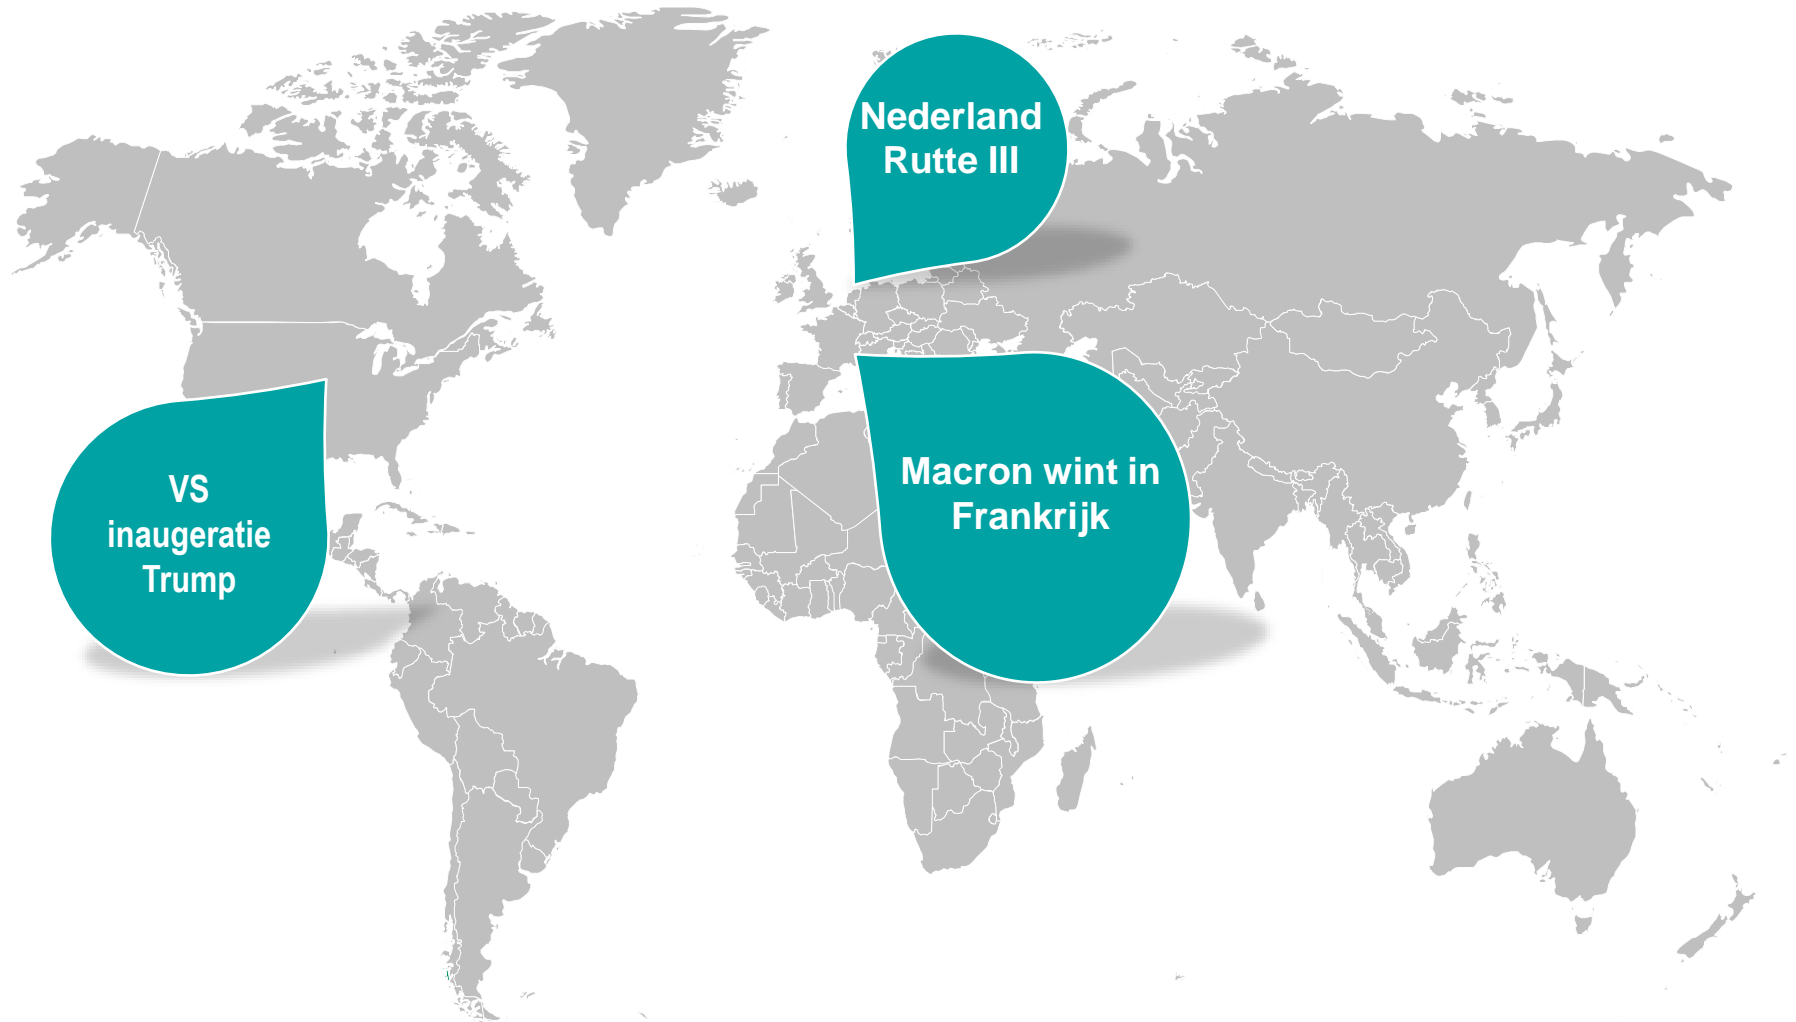 Nederland
Rutte III
Macron wint in
Frankrijk
VS
inaugeratie
Trump